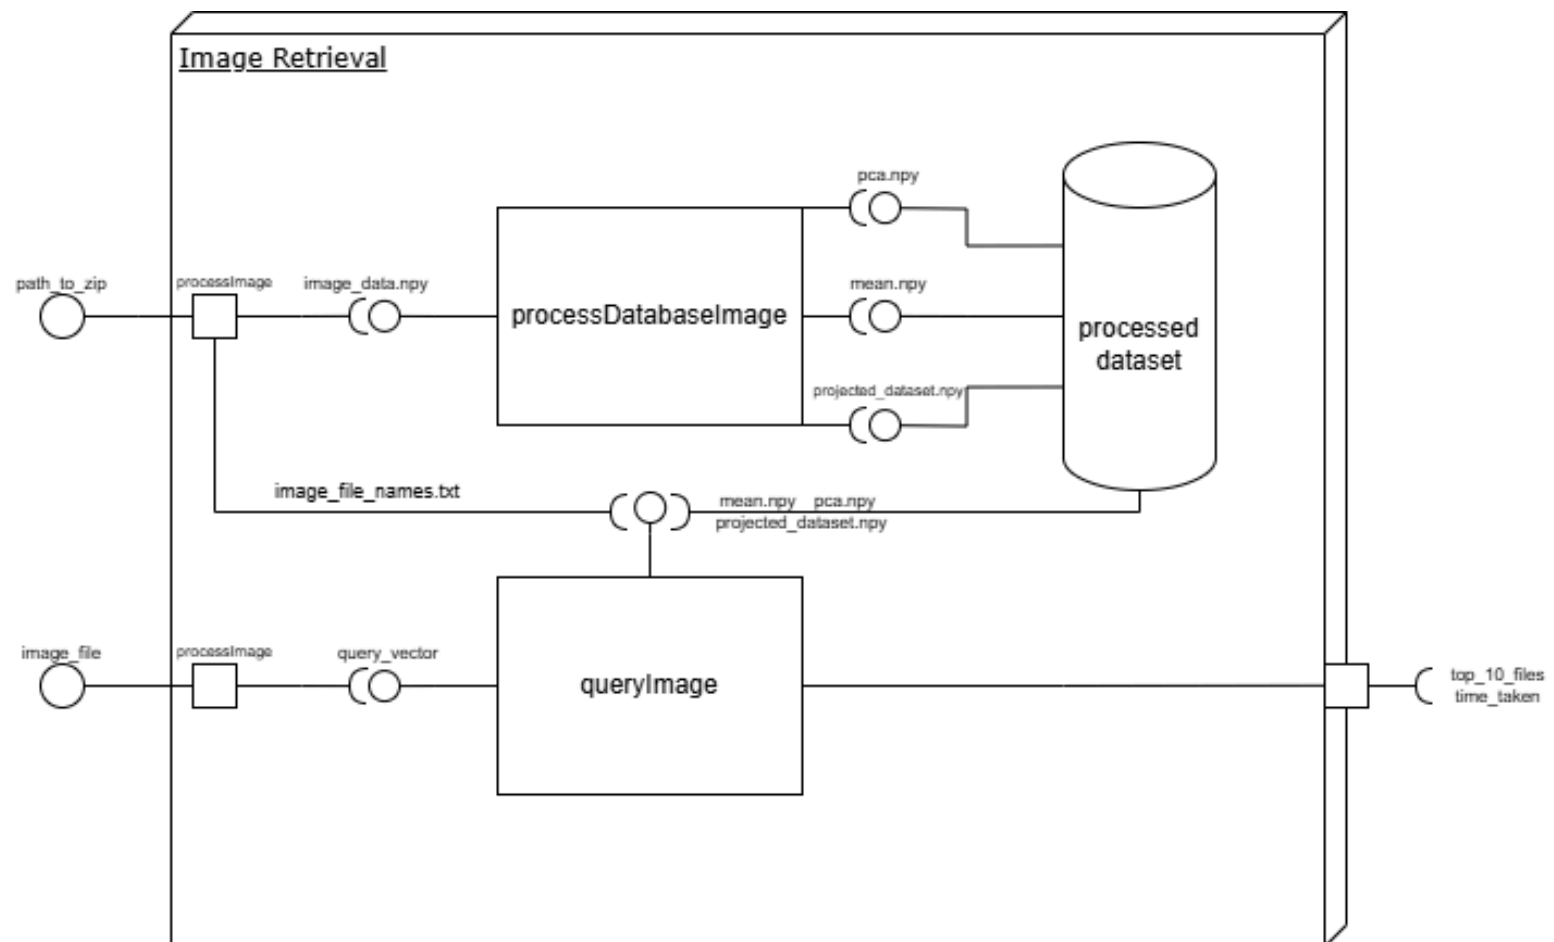 Image Retrieval
pca.npy
path_to_zip
processImage
image_data.npy
processDatabaseImage
mean.npy
processed
dataset
projected_dataset.npy
image_file_names.txt
mean.npy pca.npy
projected_dataset.npy
image_file
processImage
query_vector
queryImage
top_10_files
time_taken